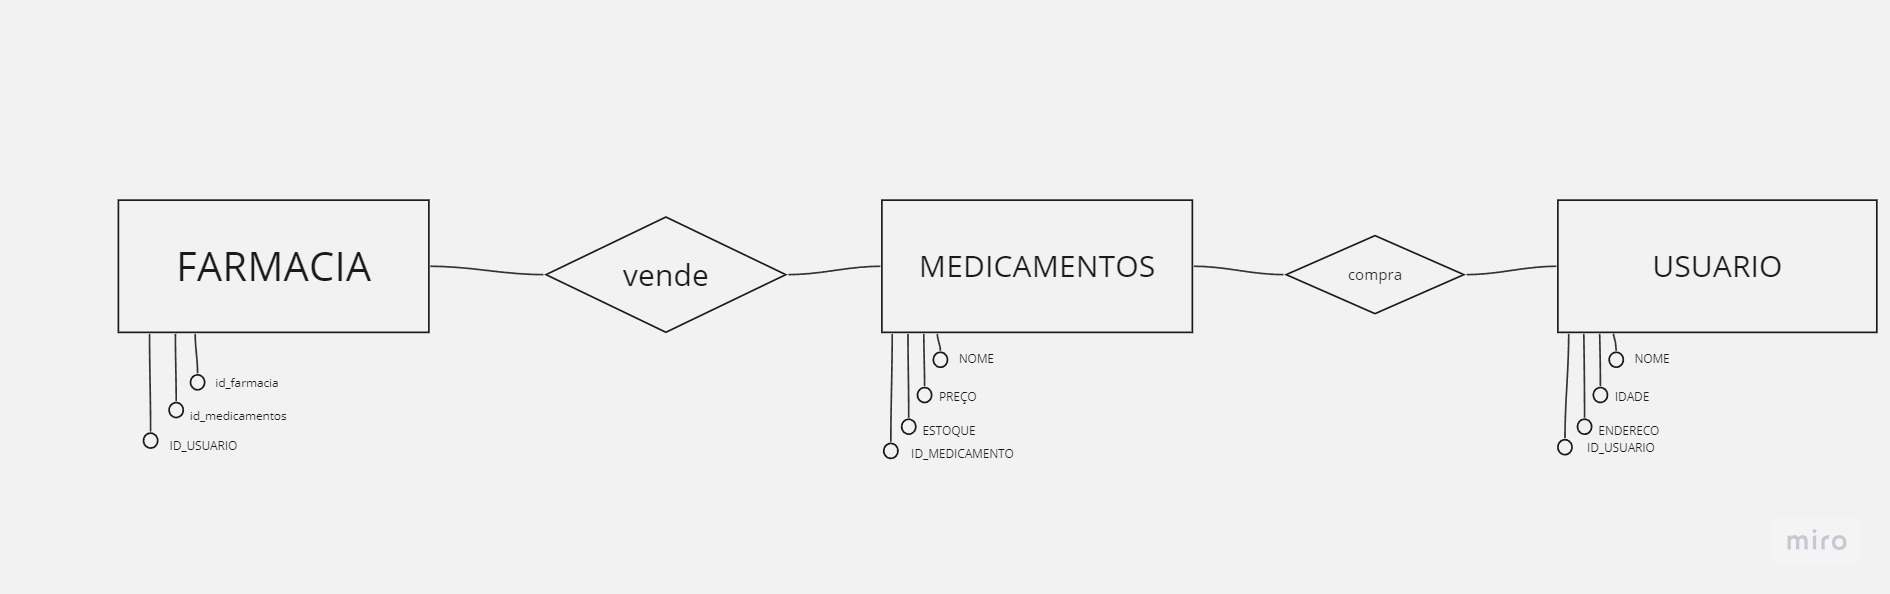 FARMACIA
vende
MEDICAMENTOS
compra
USUARIO
id_farmacia
id_medicamentos
ID_USUARIO
NOME
PREÇO
ESTOQUE
ID_MEDICAMENTO
NOME
IDADE
ENDERECO
ID_USUARIO
miro